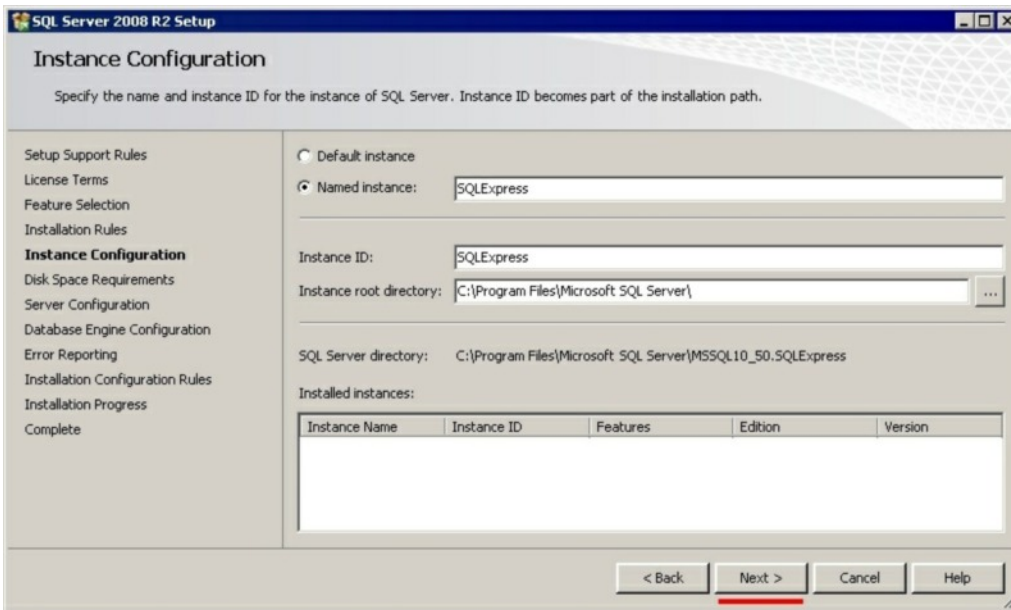 SQL Server 2008 R2 Setup
Instance Configuration
Specify the name and instance ID for the instance of SQL Server. Instance ID becomes part of the installation path.
Setup Support Rules
License Terms
Feature Selection
Installation Rules
Instance Configuration
Disk Space Requirements
Server Configuration
Database Engine Configuration
Error Reporting
Installation Configuration Rules
Installation Progress
Complete
Default instance
Named instance: SQLExpress
Instance ID: SQLExpress
Instance root directory: C:\Program Files\Microsoft SQL Server\ ...
SQL Server directory: C:\Program Files\Microsoft SQL Server\MSSQL10_50.SQLExpress
Installed instances:
Instance Name Instance ID Features Edition Version
< Back Next > Cancel Help